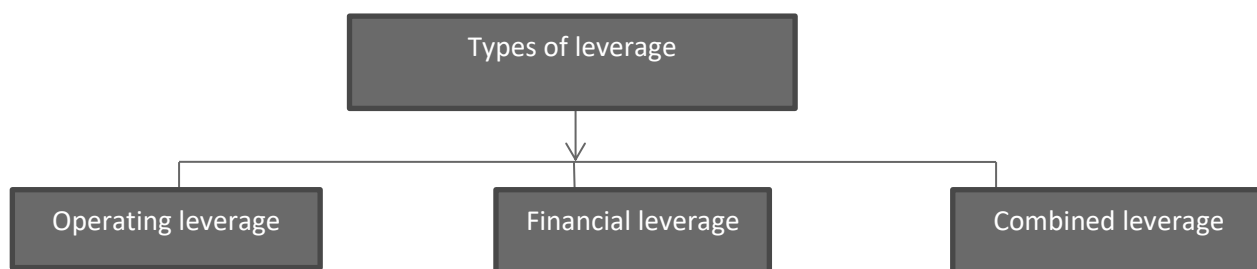 Types of leverage
Operating leverage
Financial leverage
Combined leverage